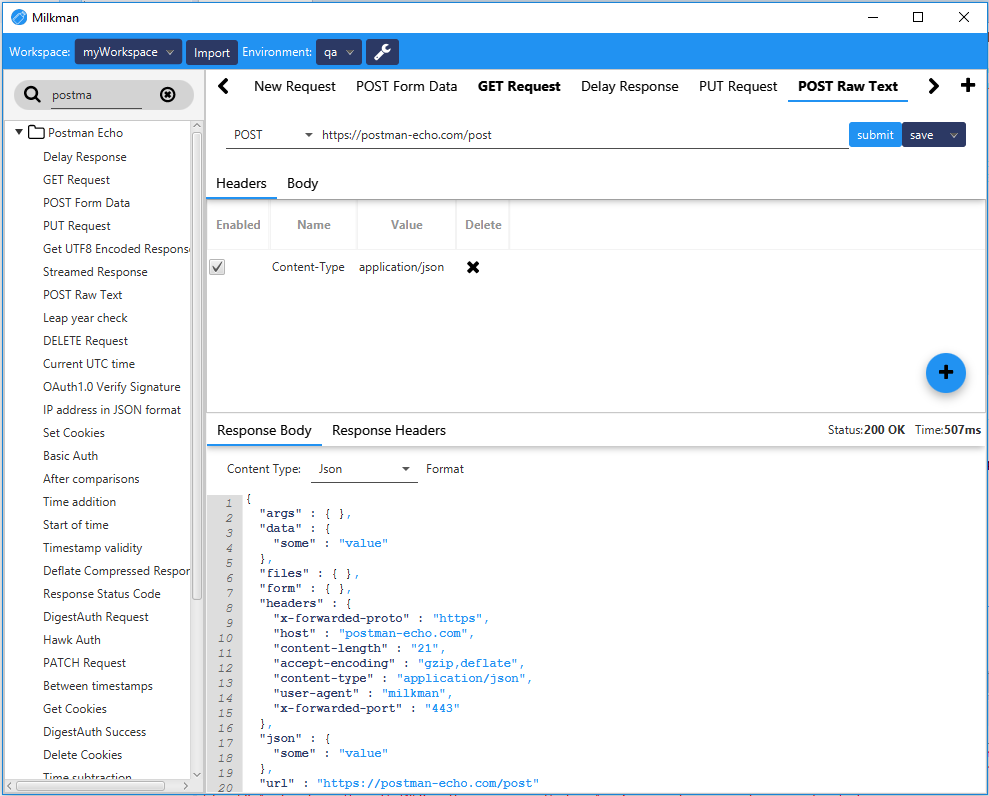 Milkman
Workspace: myWorkspace Import Environment: qa
postma
New Request POST Form Data GET Request Delay Response PUT Request POST Raw Text
Postman Echo
Delay Response
GET Request
POST Form Data
PUT Request
Get UTF8 Encoded Response
Streamed Response
POST Raw Text
Leap year check
DELETE Request
Current UTC time
OAuth1.0 Verify Signature
IP address in JSON format
Set Cookies
Basic Auth
After comparisons
Time addition
Start of time
Timestamp validity
Deflate Compressed Respon
Response Status Code
DigestAuth Request
Hawk Auth
PATCH Request
Between timestamps
Get Cookies
DigestAuth Success
Delete Cookies
Time subtraction
POST https://postman-echo.com/post submit save
Headers Body
Enabled Name Value Delete
Content-Type application/json
Response Body Response Headers Status:200 OK Time:507ms
Content Type: Json Format
1 {
2 "args" : { },
3 "data" : {
4 "some" : "value"
5 },
6 "files" : { },
7 "form" : { },
8 "headers" : {
9 "x-forwarded-proto" : "https",
10 "host" : "postman-echo.com",
11 "content-length" : "21",
12 "accept-encoding" : "gzip,deflate",
13 "content-type" : "application/json",
14 "user-agent" : "milkman",
15 "x-forwarded-port" : "443"
16 },
17 "json" : {
18 "some" : "value"
19 },
20 "url" : "https://postman-echo.com/post"